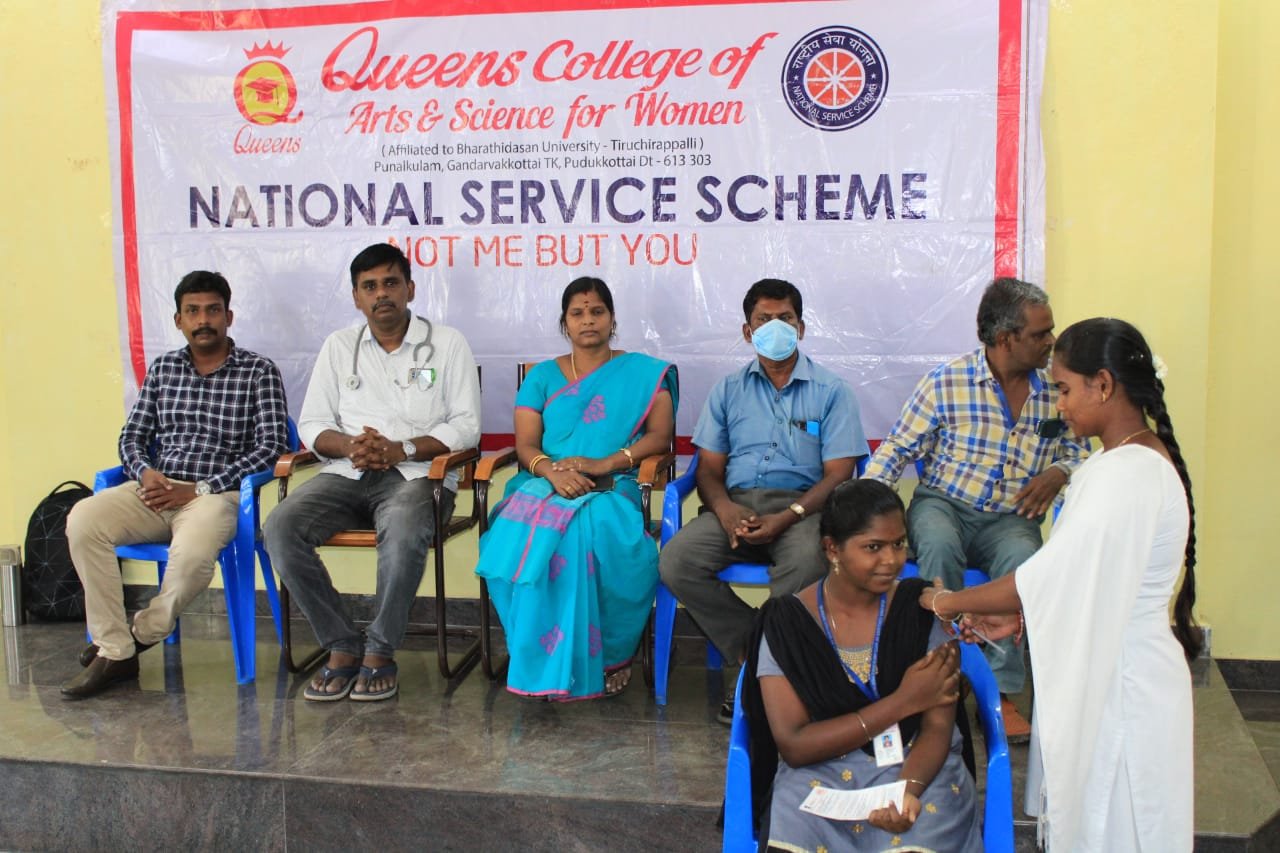 Queens College of
Arts & Science for Women
Queens
राष्ट्रीय सेवा योजना
NATIONAL SERVICE SCHEME
( Affiliated to Bharathidasan University - Tiruchirappalli )
Punalkulam, Gandarvakkottai TK, Pudukkottai Dt - 613 303
NATIONAL SERVICE SCHEME
NOT ME BUT YOU